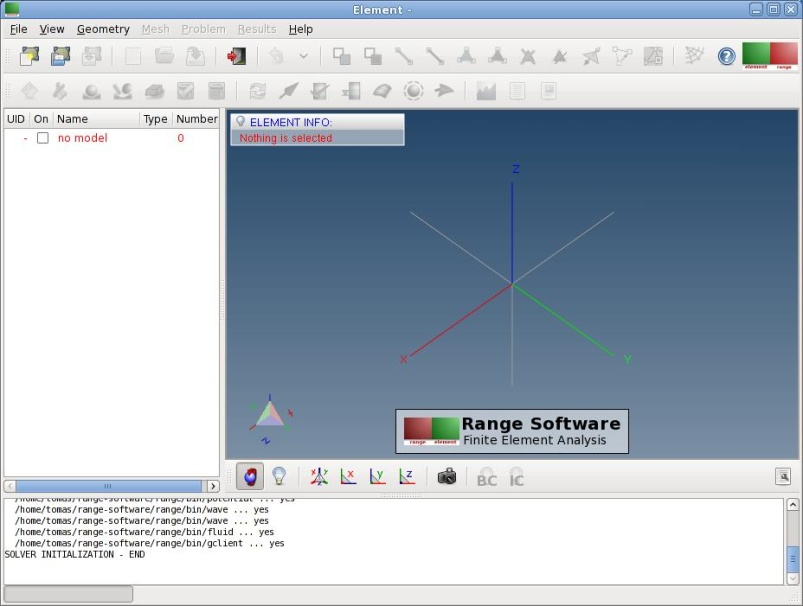 Element -
File View Geometry Mesh Problem Results Help
element range
UID On Name Type Number
- no model 0
ELEMENT INFO:
Nothing is selected
Z
X
Y
Z
range element
Range Software
Finite Element Analysis
x y z
x
y
z
BC IC
/home/tomas/range-software/range/bin/potential ... yes
/home/tomas/range-software/range/bin/wave ... yes
/home/tomas/range-software/range/bin/wave ... yes
/home/tomas/range-software/range/bin/fluid ... yes
/home/tomas/range-software/range/bin/gclient ... yes
SOLVER INITIALIZATION - END